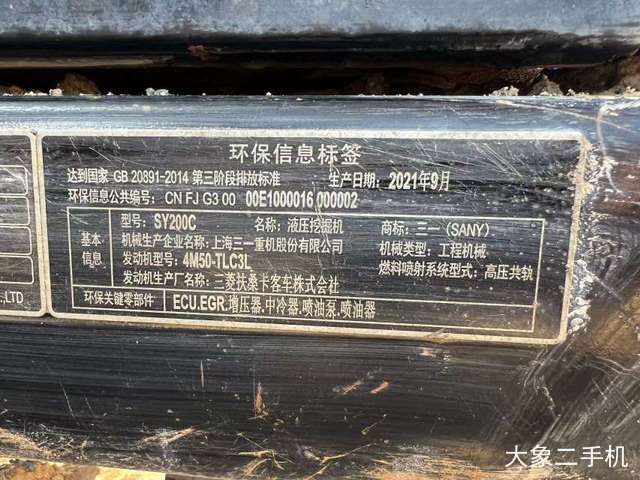 环保信息标签
达到国家 GB 20891-2014 第三阶段排放标准 生产日期：2021年9月
环保信息公共编号：CN FJ G3 00 00E1000016 000002
型号：SY200C 名称：液压挖掘机 商标：三一（SANY）
基本信息
机械生产企业名称：上海三一重机股份有限公司 机械类型：工程机械
发动机型号：4M50-TLC3L 燃料喷射系统型式：高压共轨
发动机生产厂名称：三菱扶桑卡客车株式会社
环保关键零部件 ECU.EGR.增压器.中冷器.喷油泵.喷油器
,LTD
大象二手机